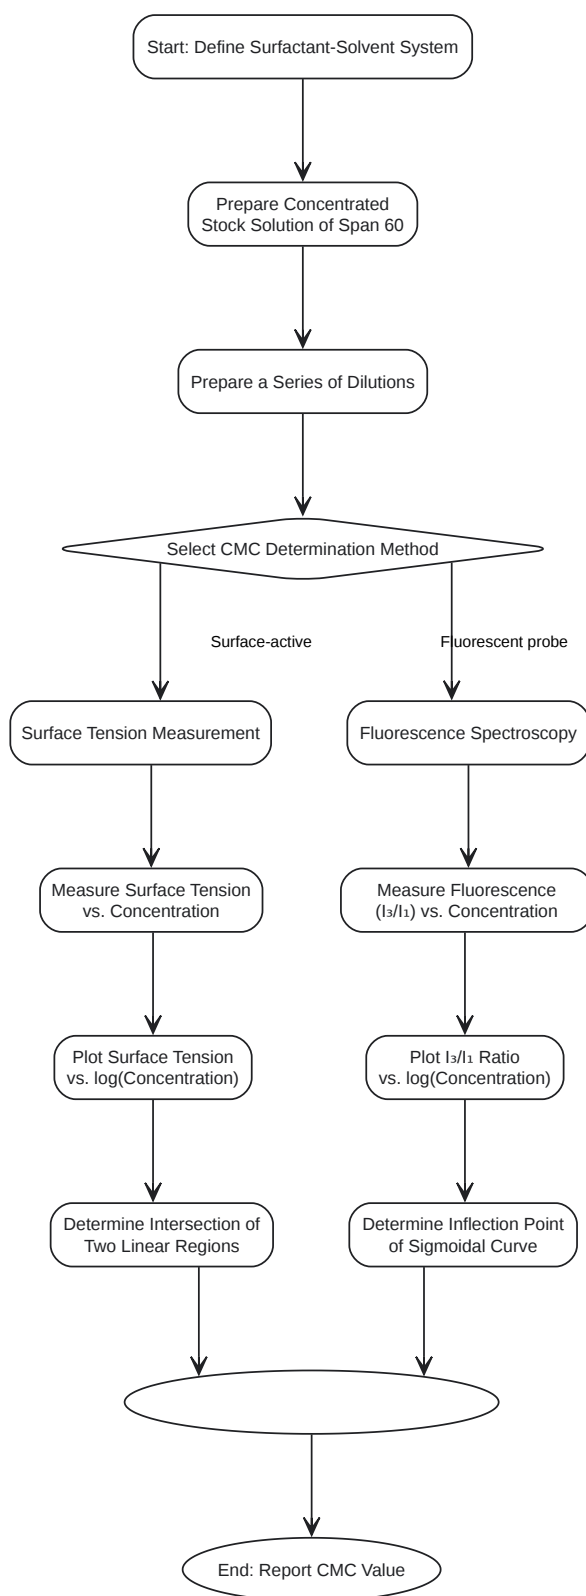 Start: Define Surfactant-Solvent System
Prepare Concentrated
Stock Solution of Span 60
Prepare a Series of Dilutions
Select CMC Determination Method
Surface-active
Fluorescent probe
Surface Tension Measurement
Fluorescence Spectroscopy
Measure Surface Tension
vs. Concentration
Measure Fluorescence
(I₃/I₁) vs. Concentration
Plot Surface Tension
vs. log(Concentration)
Plot I₃/I₁ Ratio
vs. log(Concentration)
Determine Intersection of
Two Linear Regions
Determine Inflection Point
of Sigmoidal Curve
End: Report CMC Value